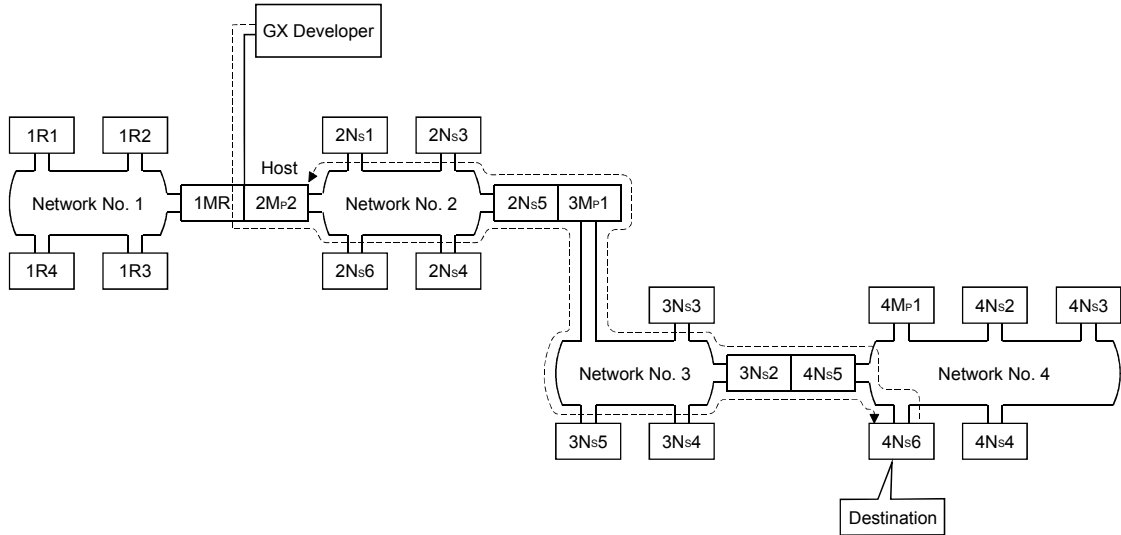 GX Developer
1R1
1R2
2Ns1
2Ns3
Host
Network No. 1
1MR
2MP2
Network No. 2
2Ns5
3MP1
1R4
1R3
2Ns6
2Ns4
3Ns3
4MP1
4Ns2
4Ns3
Network No. 3
3Ns2
4Ns5
Network No. 4
3Ns5
3Ns4
4Ns6
4Ns4
Destination